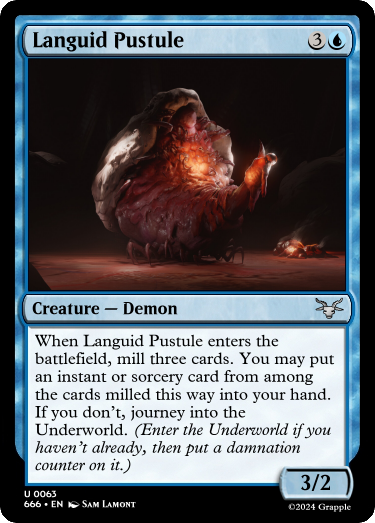 Languid Pustule 3
Creature — Demon
When Languid Pustule enters the
battlefield, mill three cards. You may put
an instant or sorcery card from among
the cards milled this way into your hand.
If you don't, journey into the
Underworld. (Enter the Underworld if you
haven't already, then put a damnation
counter on it.)
3/2
U 0063
666 • EN Sam Lamont
©2024 Grapple